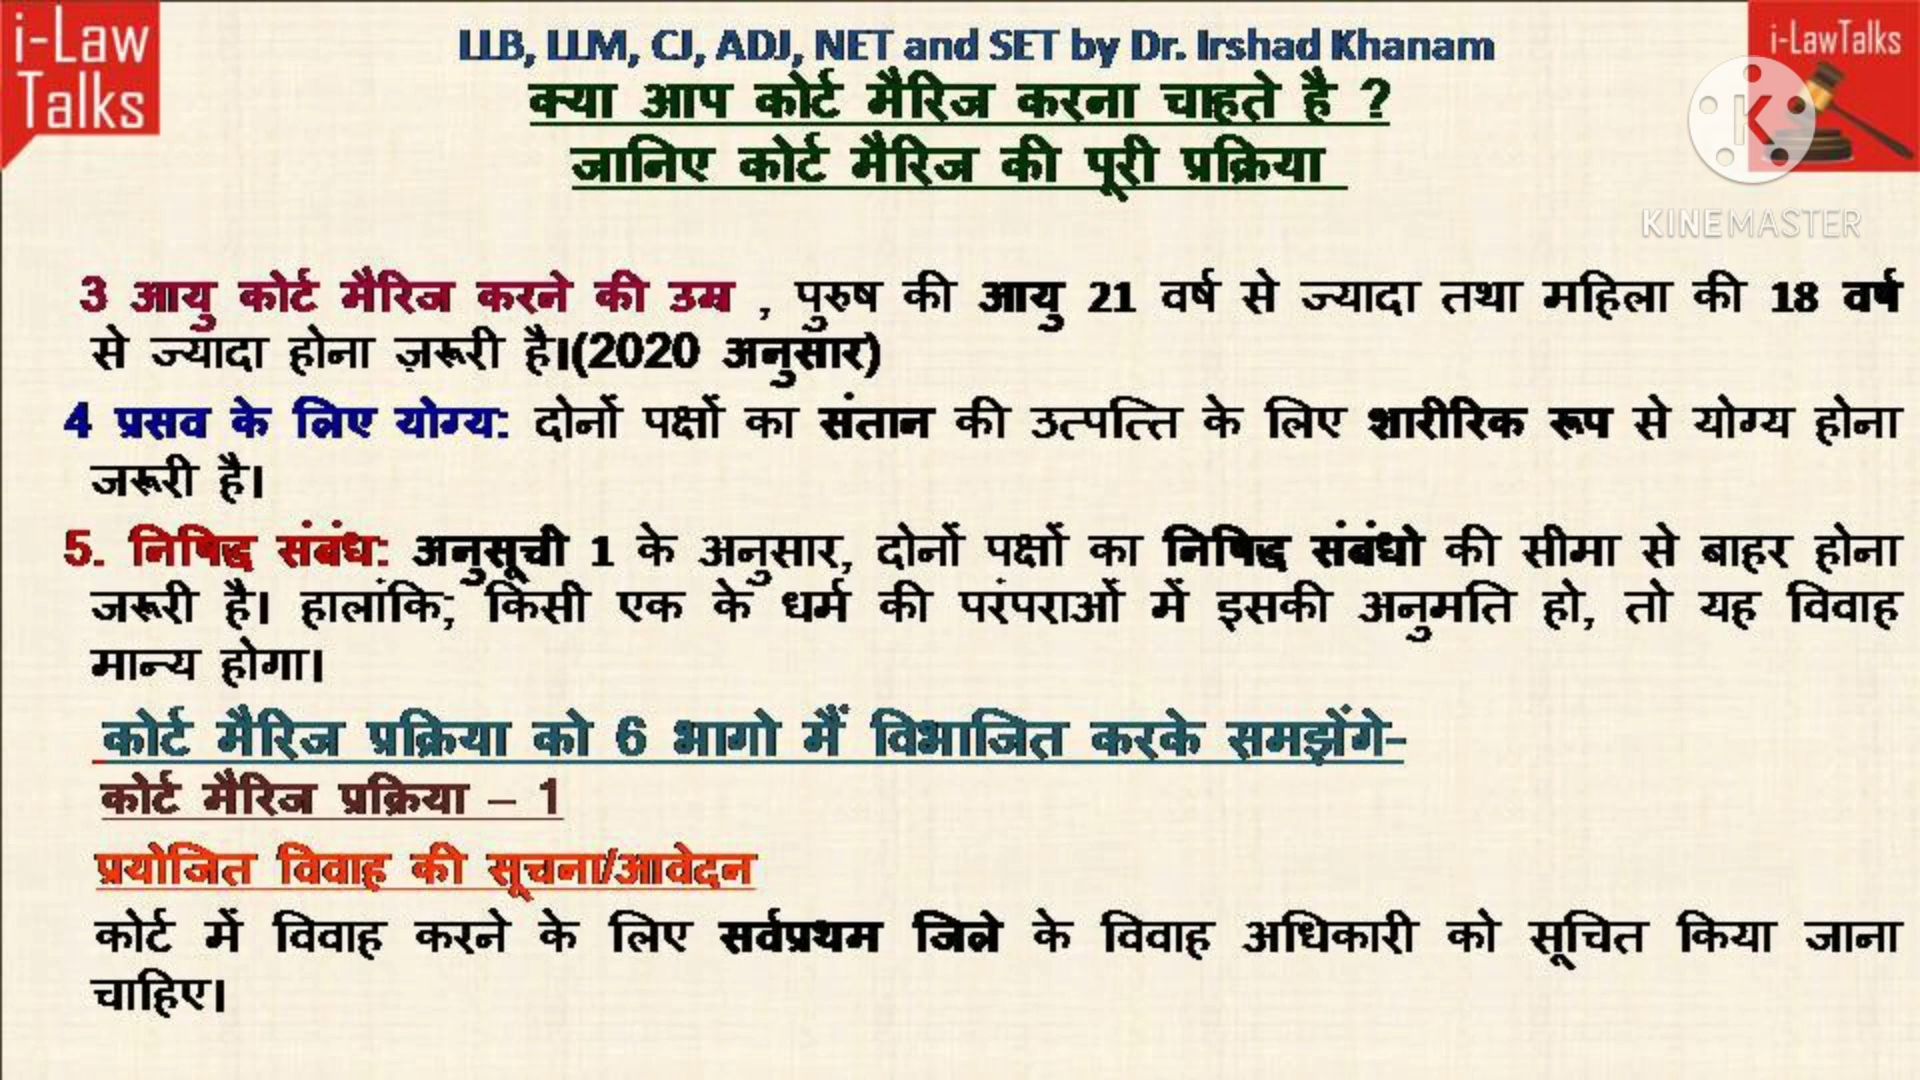 i-Law
Talks
LLB, LLM, CJ, ADJ, NET and SET by Dr. Irshad Khanam
i-LawTalks
क्या आप कोर्ट मैरिज करना चाहते है ?
जानिए कोर्ट मैरिज की पूरी प्रक्रिया
K
KINEMASTER
3 आयु कोर्ट मैरिज करने की उम्र , पुरुष की आयु 21 वर्ष से ज्यादा तथा महिला की 18 वर्ष
से ज्यादा होना ज़रूरी है।(2020 अनुसार)
4 प्रसव के लिए योग्य: दोनों पक्षों का संतान की उत्पत्ति के लिए शारीरिक रूप से योग्य होना
जरूरी है।
5. निषिद्ध संबंध: अनुसूची 1 के अनुसार, दोनों पक्षों का निषिद्ध संबंधो की सीमा से बाहर होना
जरूरी है। हालांकि; किसी एक के धर्म की परंपराओं में इसकी अनुमति हो, तो यह विवाह
मान्य होगा।
कोर्ट मैरिज प्रक्रिया को 6 भागो मैं विभाजित करके समझेंगे-
कोर्ट मैरिज प्रक्रिया – 1
प्रयोजित विवाह की सूचना/आवेदन
कोर्ट में विवाह करने के लिए सर्वप्रथम जिले के विवाह अधिकारी को सूचित किया जाना
चाहिए।